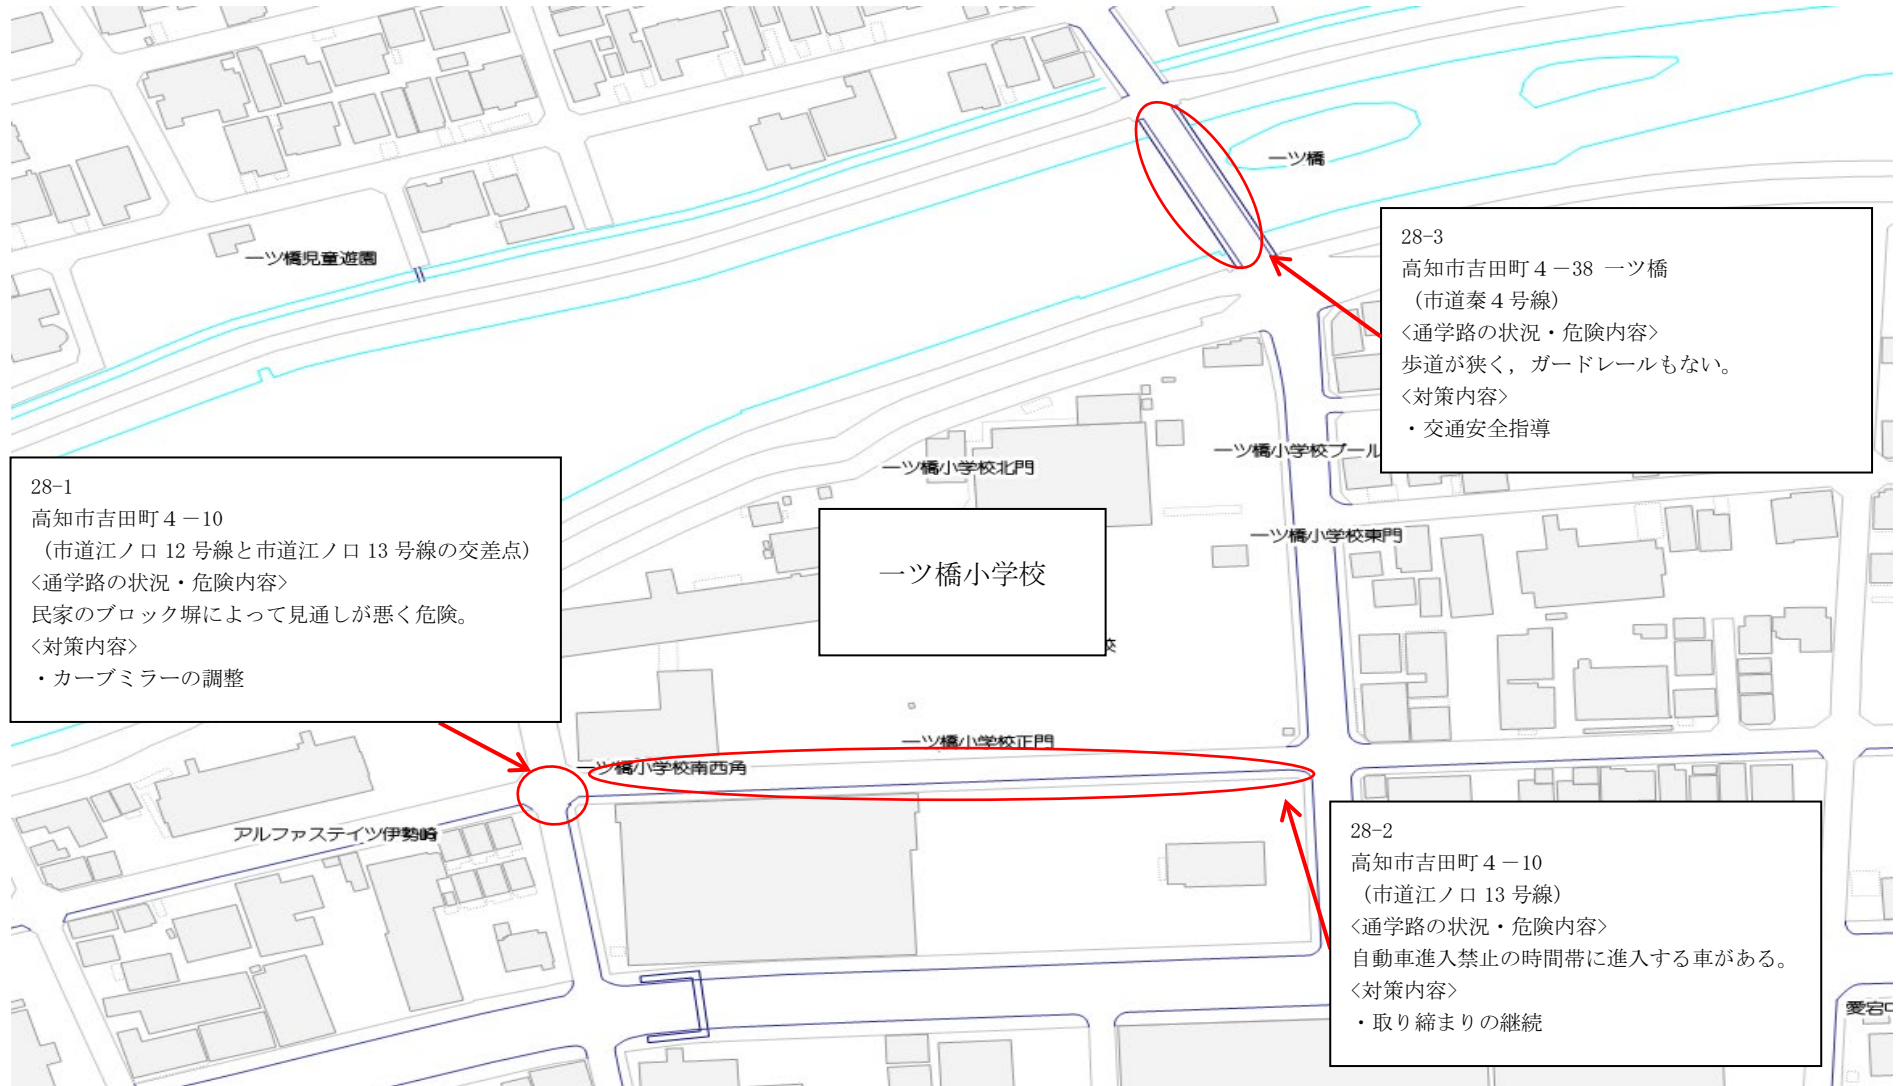 一ツ橋
一ツ橋児童遊園
28-3
高知市吉田町4-38 一ツ橋
(市道秦4号線)
<通学路の状況・危険内容>
歩道が狭く，ガードレールもない。
<対策内容>
・交通安全指導
一ツ橋小学校プール
一ツ橋小学校北門
28-1
高知市吉田町4-10
(市道江ノ口12号線と市道江ノ口13号線の交差点)
<通学路の状況・危険内容>
民家のブロック塀によって見通しが悪く危険。
<対策内容>
・カーブミラーの調整
一ツ橋小学校東門
一ツ橋小学校
校
一ツ橋小学校正門
一ツ橋小学校南西角
アルファステイツ伊勢崎
28-2
高知市吉田町4-10
(市道江ノ口13号線)
<通学路の状況・危険内容>
自動車進入禁止の時間帯に進入する車がある。
<対策内容>
・取り締まりの継続
愛宕中